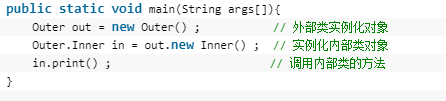 public static void main(String args[]){
    Outer out = new Outer() ;          // 外部类实例化对象
    Outer.Inner in = out.new Inner() ;  // 实例化内部类对象
    in.print() ;                       // 调用内部类的方法
}